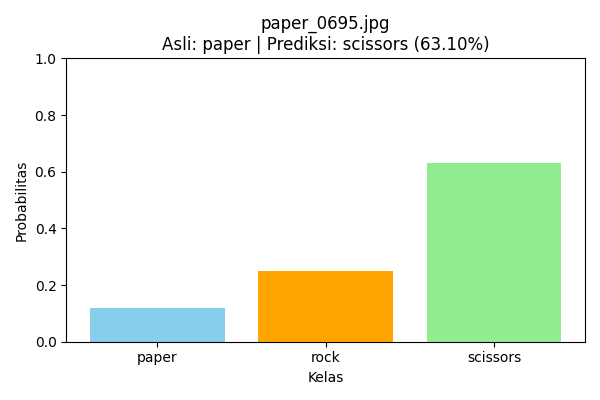 paper_0695.jpg
Asli: paper | Prediksi: scissors (63.10%)
1.0
0.8
0.6
0.4
0.2
0.0
Probabilitas
paper rock scissors
Kelas